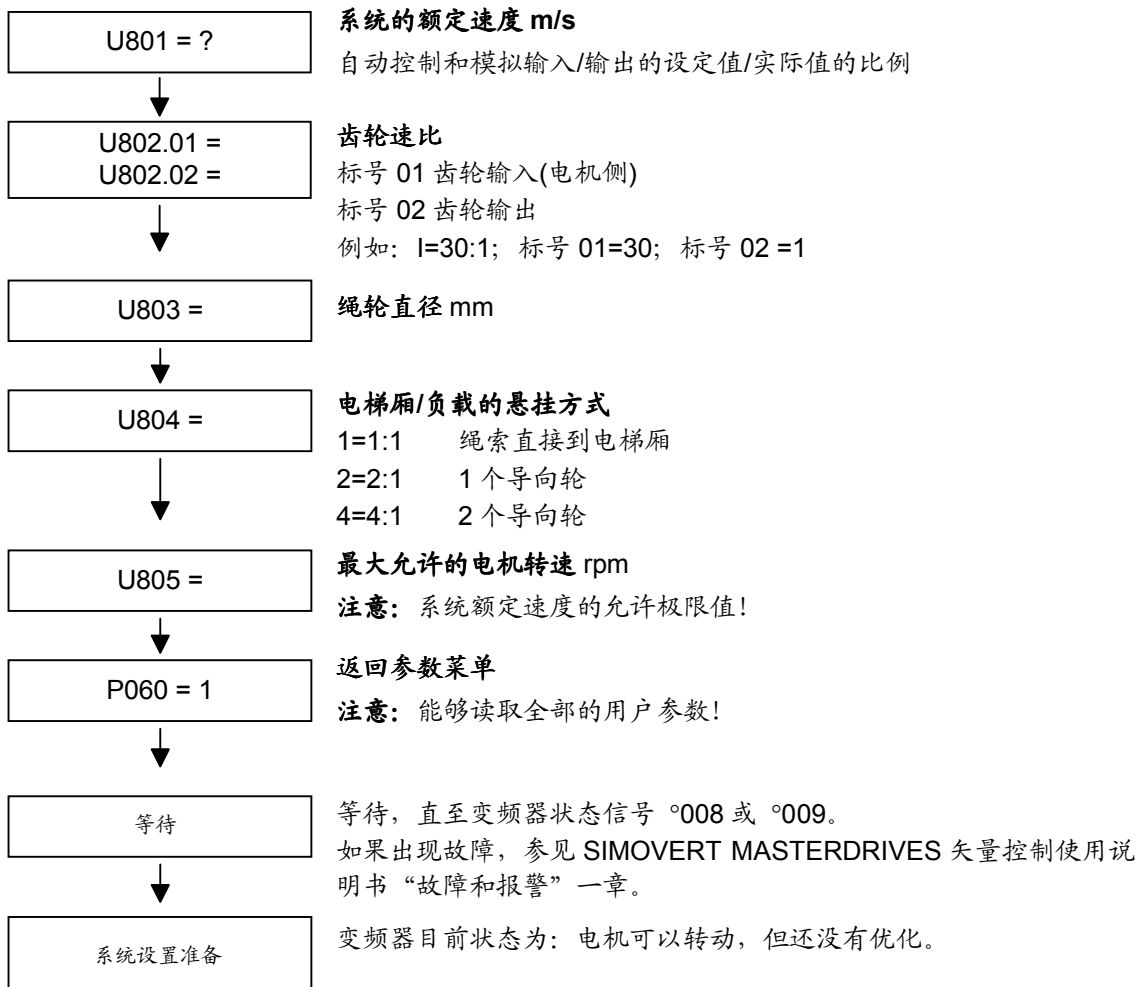 U801 = ?
系统的额定速度 m/s
自动控制和模拟输入/输出的设定值/实际值的比例
U802.01 =
U802.02 =
齿轮速比
标号 01 齿轮输入(电机侧)
标号 02 齿轮输出
例如：I=30:1；标号 01=30；标号 02 =1
U803 =
绳轮直径 mm
U804 =
电梯厢/负载的悬挂方式
1=1:1 绳索直接到电梯厢
2=2:1 1 个导向轮
4=4:1 2 个导向轮
U805 =
最大允许的电机转速 rpm
注意：系统额定速度的允许极限值！
P060 = 1
返回参数菜单
注意：能够读取全部的用户参数！
等待
等待，直至变频器状态信号 °008 或 °009。
如果出现故障，参见 SIMOVERT MASTERDRIVES 矢量控制使用说
明书“故障和报警”一章。
系统设置准备
变频器目前状态为：电机可以转动，但还没有优化。